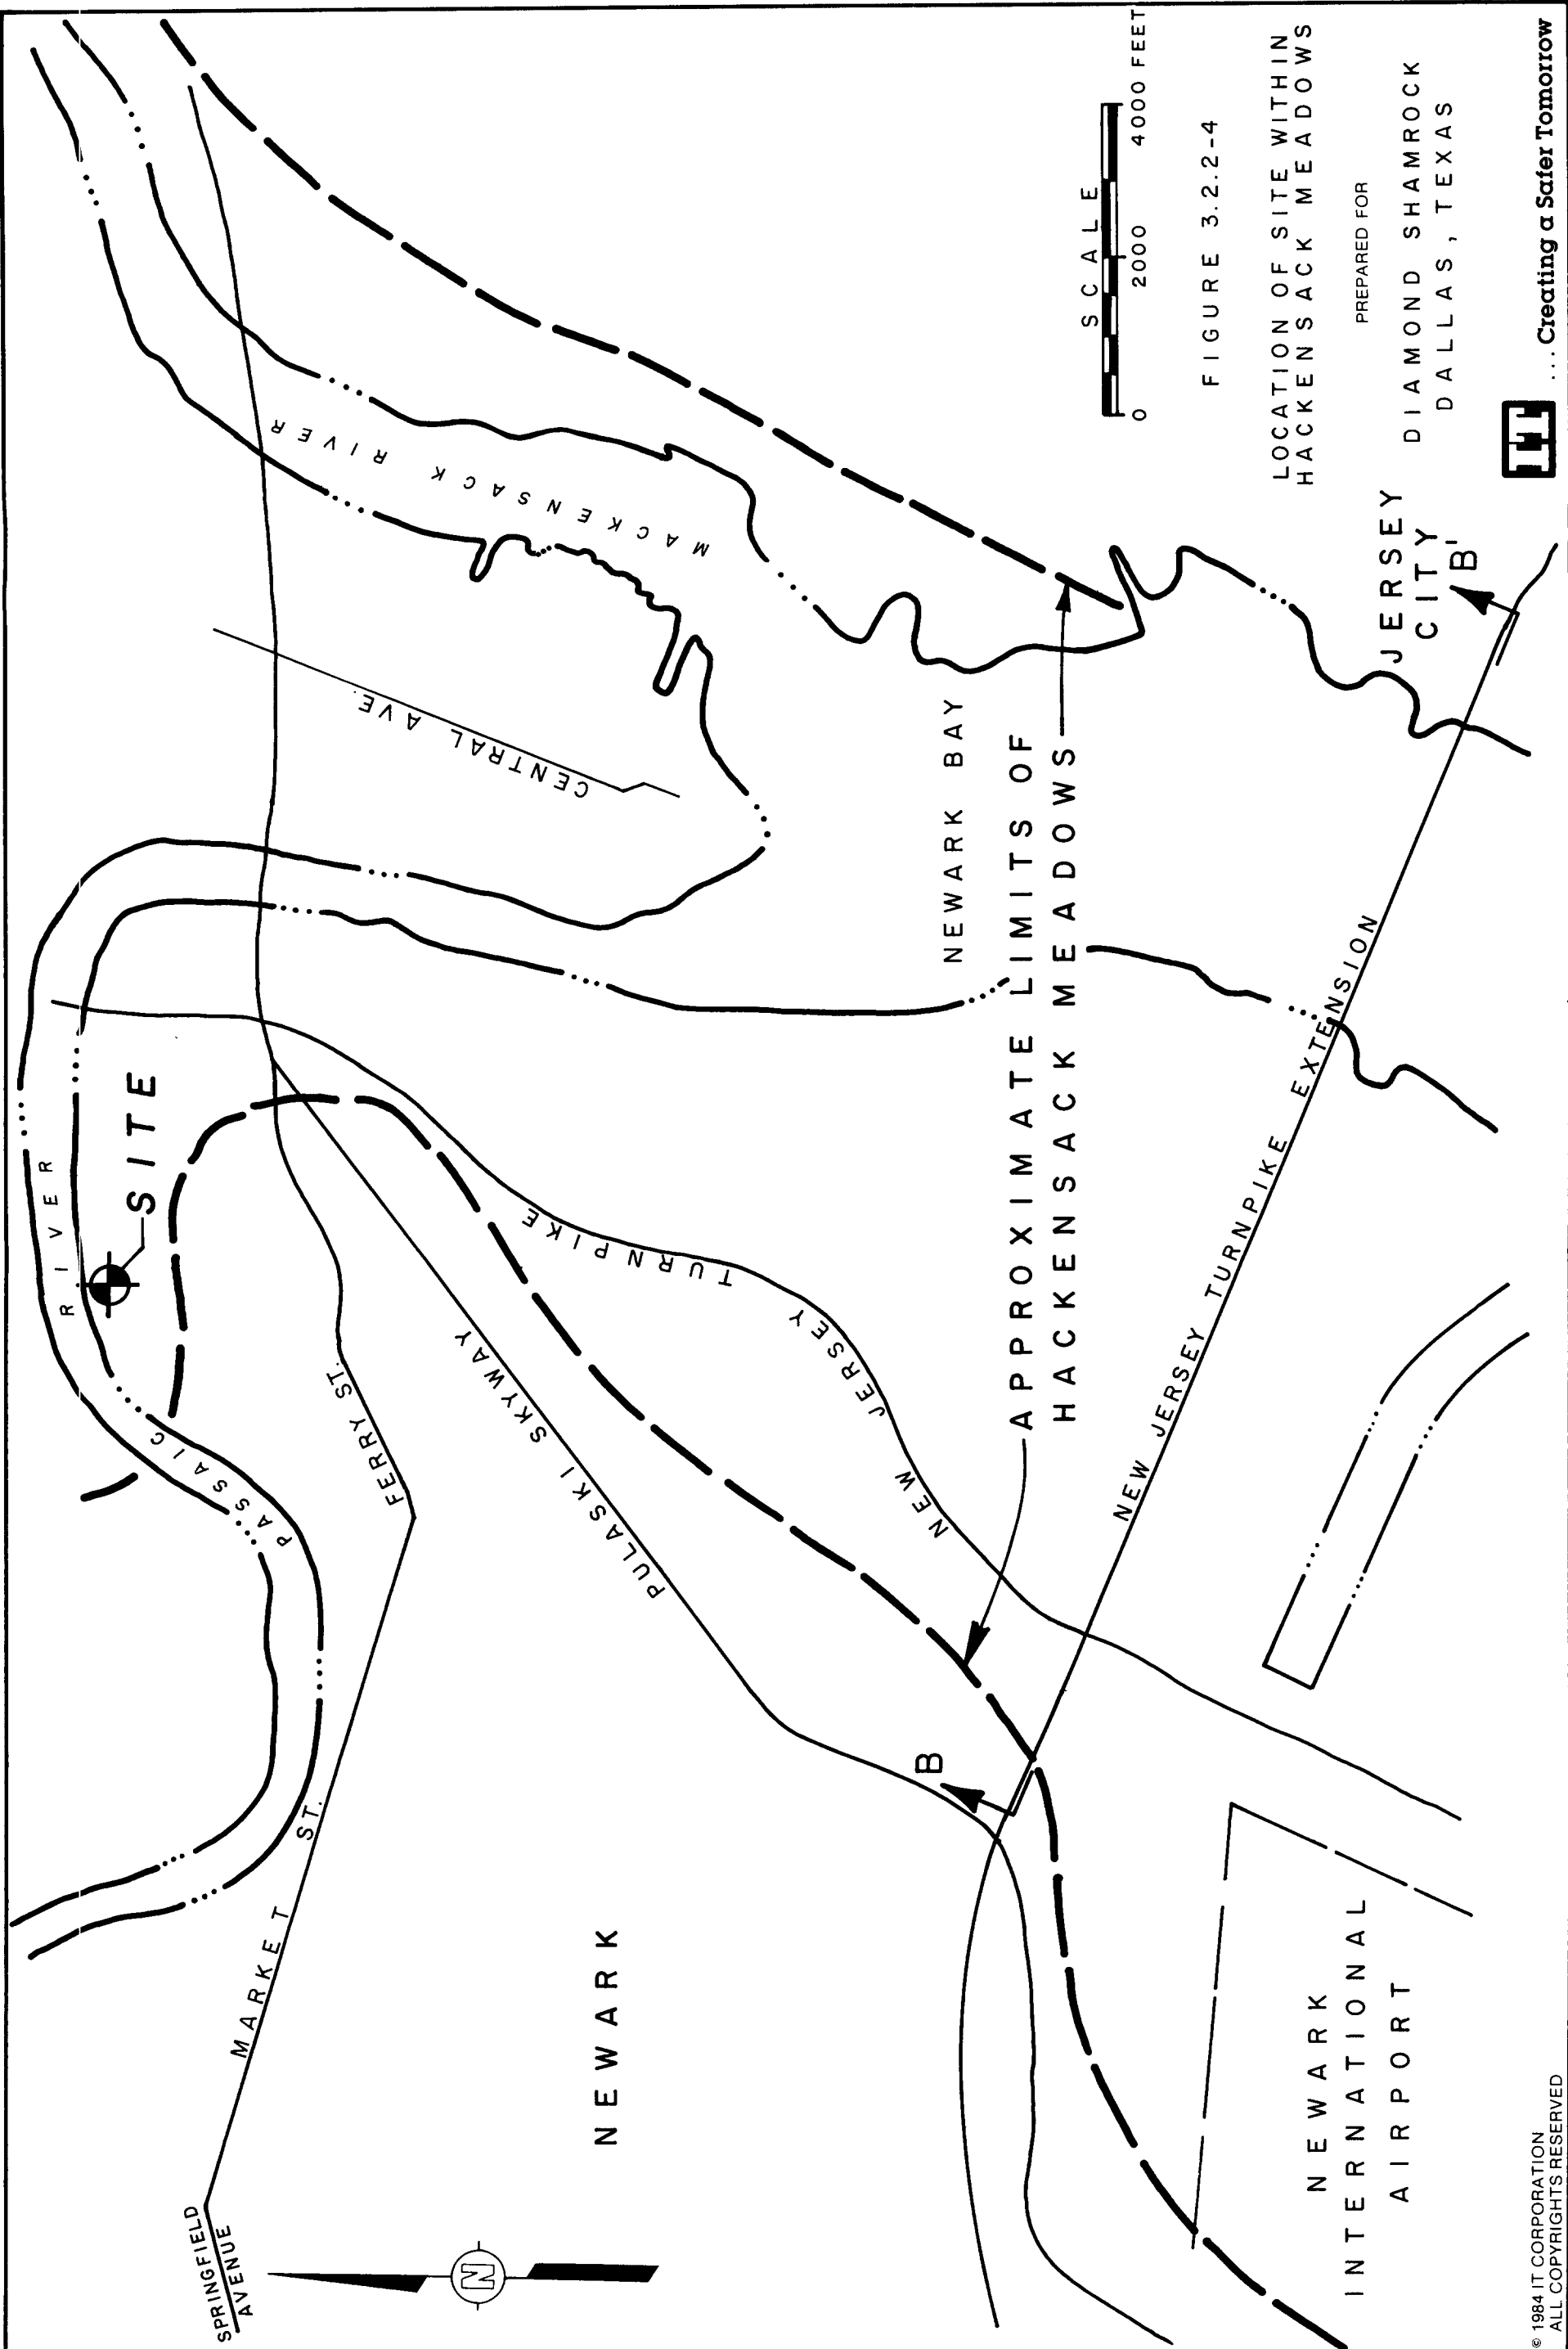 PASSAIC RIVER
SITE
SPRINGFIELD
AVENUE
MARKET ST.
FERRY ST.
PULASKI SKYWAY
NEW JERSEY TURNPIKE
CENTRAL AVE.
MACKENSACK RIVER
NEWARK
N
NEWARK BAY
APPROXIMATE LIMITS OF
HACKENSACK MEADOWS
B
NEW JERSEY TURNPIKE EXTENSION
NEWARK
INTERNATIONAL
AIRPORT
JERSEY
CITY
B'
SCALE
0 2000 4000 FEET
FIGURE 3.2.2-4
LOCATION OF SITE WITHIN
HACKENSACK MEADOWS
PREPARED FOR
DIAMOND SHAMROCK
DALLAS, TEXAS
... Creating a Safer Tomorrow
© 1984 IT CORPORATION
ALL COPYRIGHTS RESERVED